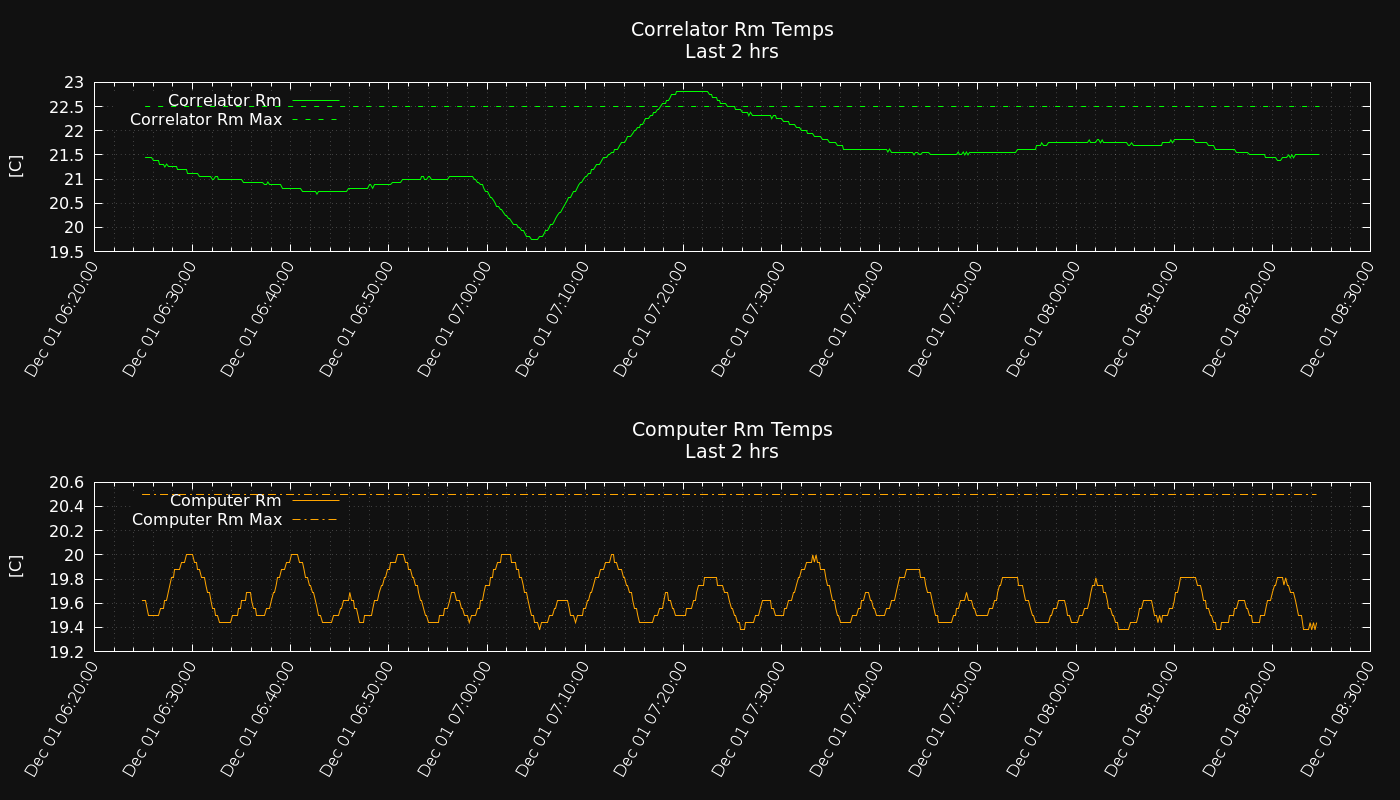 Correlator Rm Temps
Last 2 hrs
[C]
23
22.5
22
21.5
21
20.5
20
19.5
Correlator Rm
Correlator Rm Max
Dec 01 06:20:00
Dec 01 06:30:00
Dec 01 06:40:00
Dec 01 06:50:00
Dec 01 07:00:00
Dec 01 07:10:00
Dec 01 07:20:00
Dec 01 07:30:00
Dec 01 07:40:00
Dec 01 07:50:00
Dec 01 08:00:00
Dec 01 08:10:00
Dec 01 08:20:00
Dec 01 08:30:00
Computer Rm Temps
Last 2 hrs
[C]
20.6
20.4
20.2
20
19.8
19.6
19.4
19.2
Computer Rm
Computer Rm Max
Dec 01 06:20:00
Dec 01 06:30:00
Dec 01 06:40:00
Dec 01 06:50:00
Dec 01 07:00:00
Dec 01 07:10:00
Dec 01 07:20:00
Dec 01 07:30:00
Dec 01 07:40:00
Dec 01 07:50:00
Dec 01 08:00:00
Dec 01 08:10:00
Dec 01 08:20:00
Dec 01 08:30:00